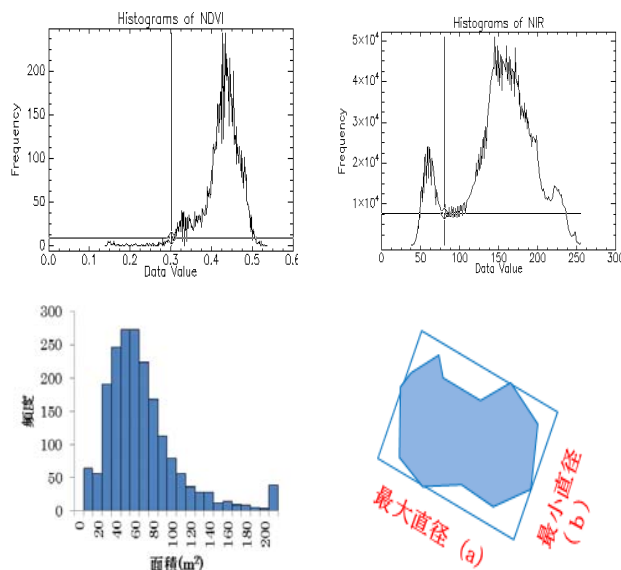 Histograms of NDVI
Frequency
200
150
100
50
0
0.0 0.1 0.2 0.3 0.4 0.5 0.6
Data Value
Histograms of NIR
Frequency
5×10⁴
4×10⁴
3×10⁴
2×10⁴
1×10⁴
0 50 100 150 200 250 300
Data Value
頻度
300
250
200
150
100
50
0
0 20 40 60 80 100 120 140 160 180 200
面積(m²)
最大直径 (a)
最小直径
(b)